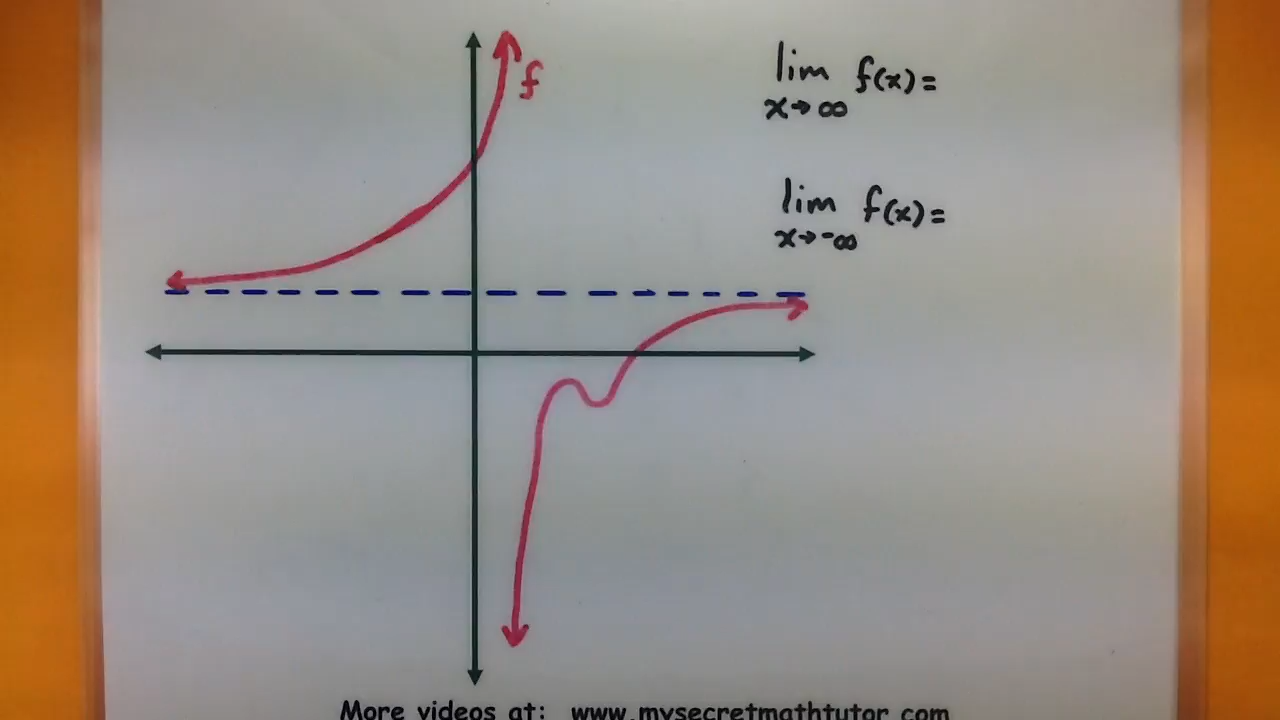 f
lim f(x)=
x→∞
lim f(x)=
x→-∞
More videos at: www.mysecretmathtutor.com